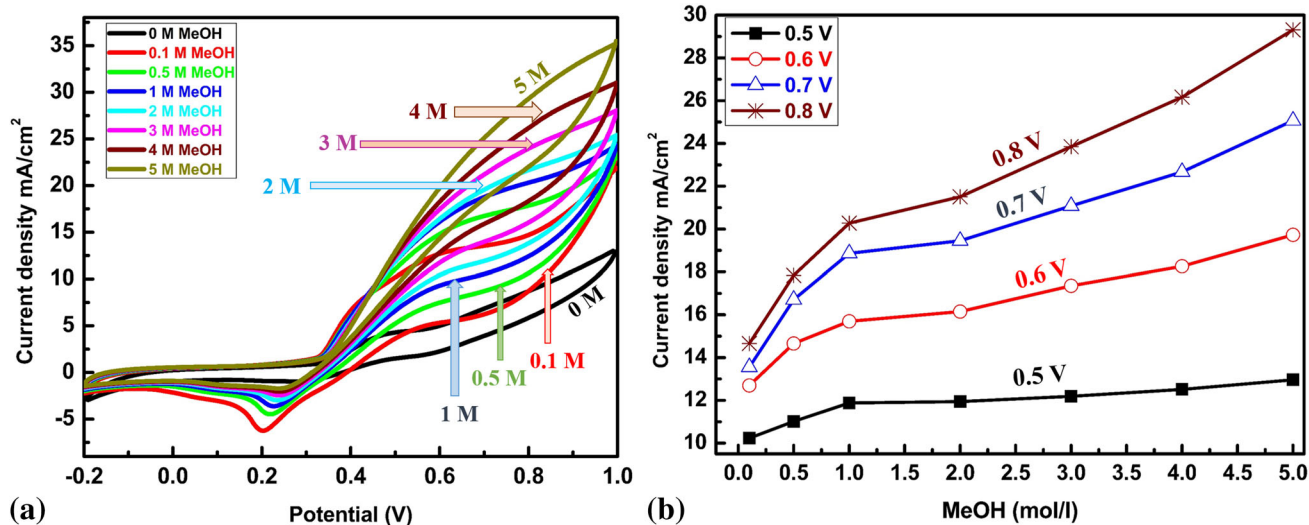 0 M MeOH
0.1 M MeOH
0.5 M MeOH
1 M MeOH
2 M MeOH
3 M MeOH
4 M MeOH
5 M MeOH
5 M
4 M
3 M
2 M
0 M
0.1 M
0.5 M
1 M
35
30
25
20
15
10
5
0
-5
Current density mA/cm²
-0.2 0.0 0.2 0.4 0.6 0.8 1.0
Potential (V)
(a)
0.5 V
0.6 V
0.7 V
0.8 V
0.8 V
0.7 V
0.6 V
0.5 V
30
28
26
24
22
20
18
16
14
12
10
Current density mA/cm²
0.0 0.5 1.0 1.5 2.0 2.5 3.0 3.5 4.0 4.5 5.0
MeOH (mol/l)
(b)